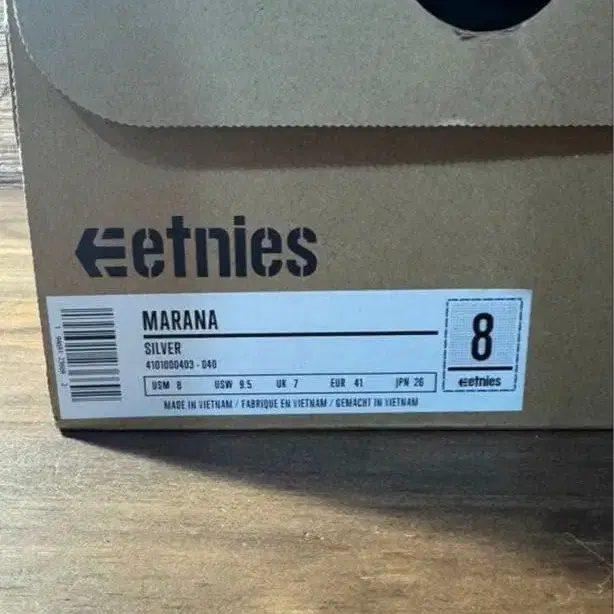 etnies
MARANA
SILVER
4101000403 - 040
USM 8 USW 9.5 UK 7 EUR 41 JPN 26
MADE IN VIETNAM / FABRIQUE EN VIETNAM / GEMACHT IN VIETNAM
8
etnies